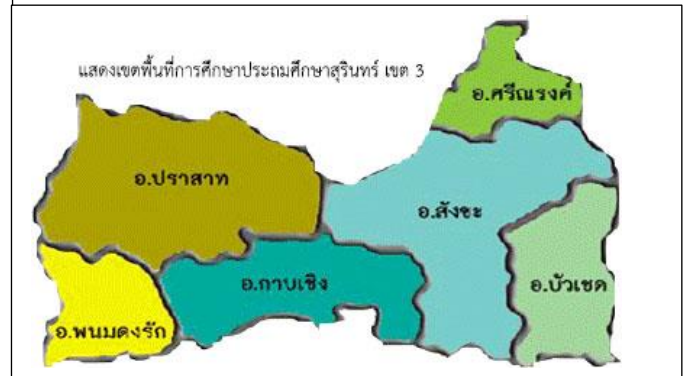 แสดงเขตพื้นที่การศึกษาประถมศึกษาสุรินทร์ เขต 3
อ.ศรีณรงค์
อ.ปราสาท
อ.สังขะ
อ.กาบเชิง
อ.บัวเชด
อ.พนมดงรัก